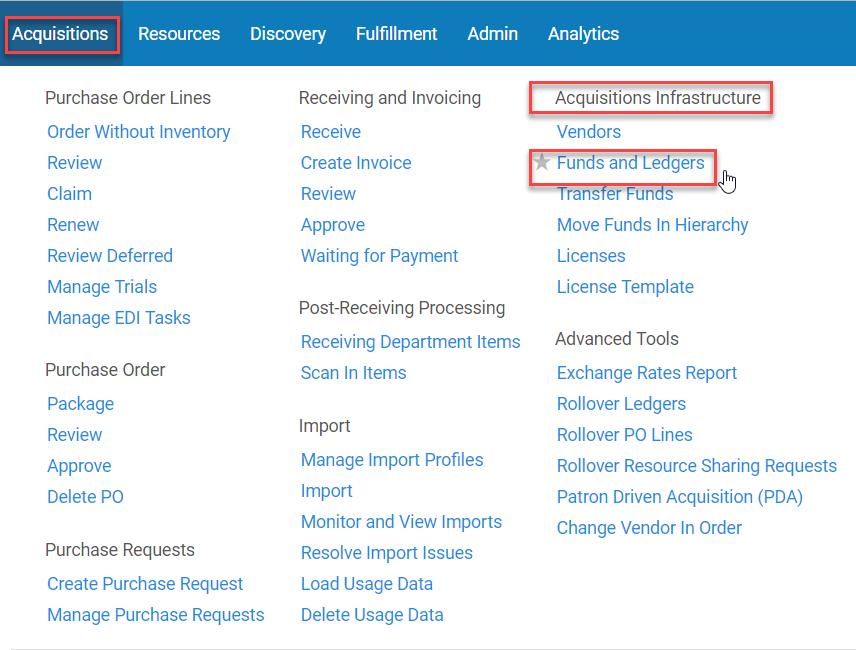 Acquisitions Resources Discovery Fulfillment Admin Analytics
Purchase Order Lines
Order Without Inventory
Review
Claim
Renew
Review Deferred
Manage Trials
Manage EDI Tasks
Purchase Order
Package
Review
Approve
Delete PO
Purchase Requests
Create Purchase Request
Manage Purchase Requests
Receiving and Invoicing
Receive
Create Invoice
Review
Approve
Waiting for Payment
Post-Receiving Processing
Receiving Department Items
Scan In Items
Import
Manage Import Profiles
Import
Monitor and View Imports
Resolve Import Issues
Load Usage Data
Delete Usage Data
Acquisitions Infrastructure
Vendors
Funds and Ledgers
Transfer Funds
Move Funds In Hierarchy
Licenses
License Template
Advanced Tools
Exchange Rates Report
Rollover Ledgers
Rollover PO Lines
Rollover Resource Sharing Requests
Patron Driven Acquisition (PDA)
Change Vendor In Order